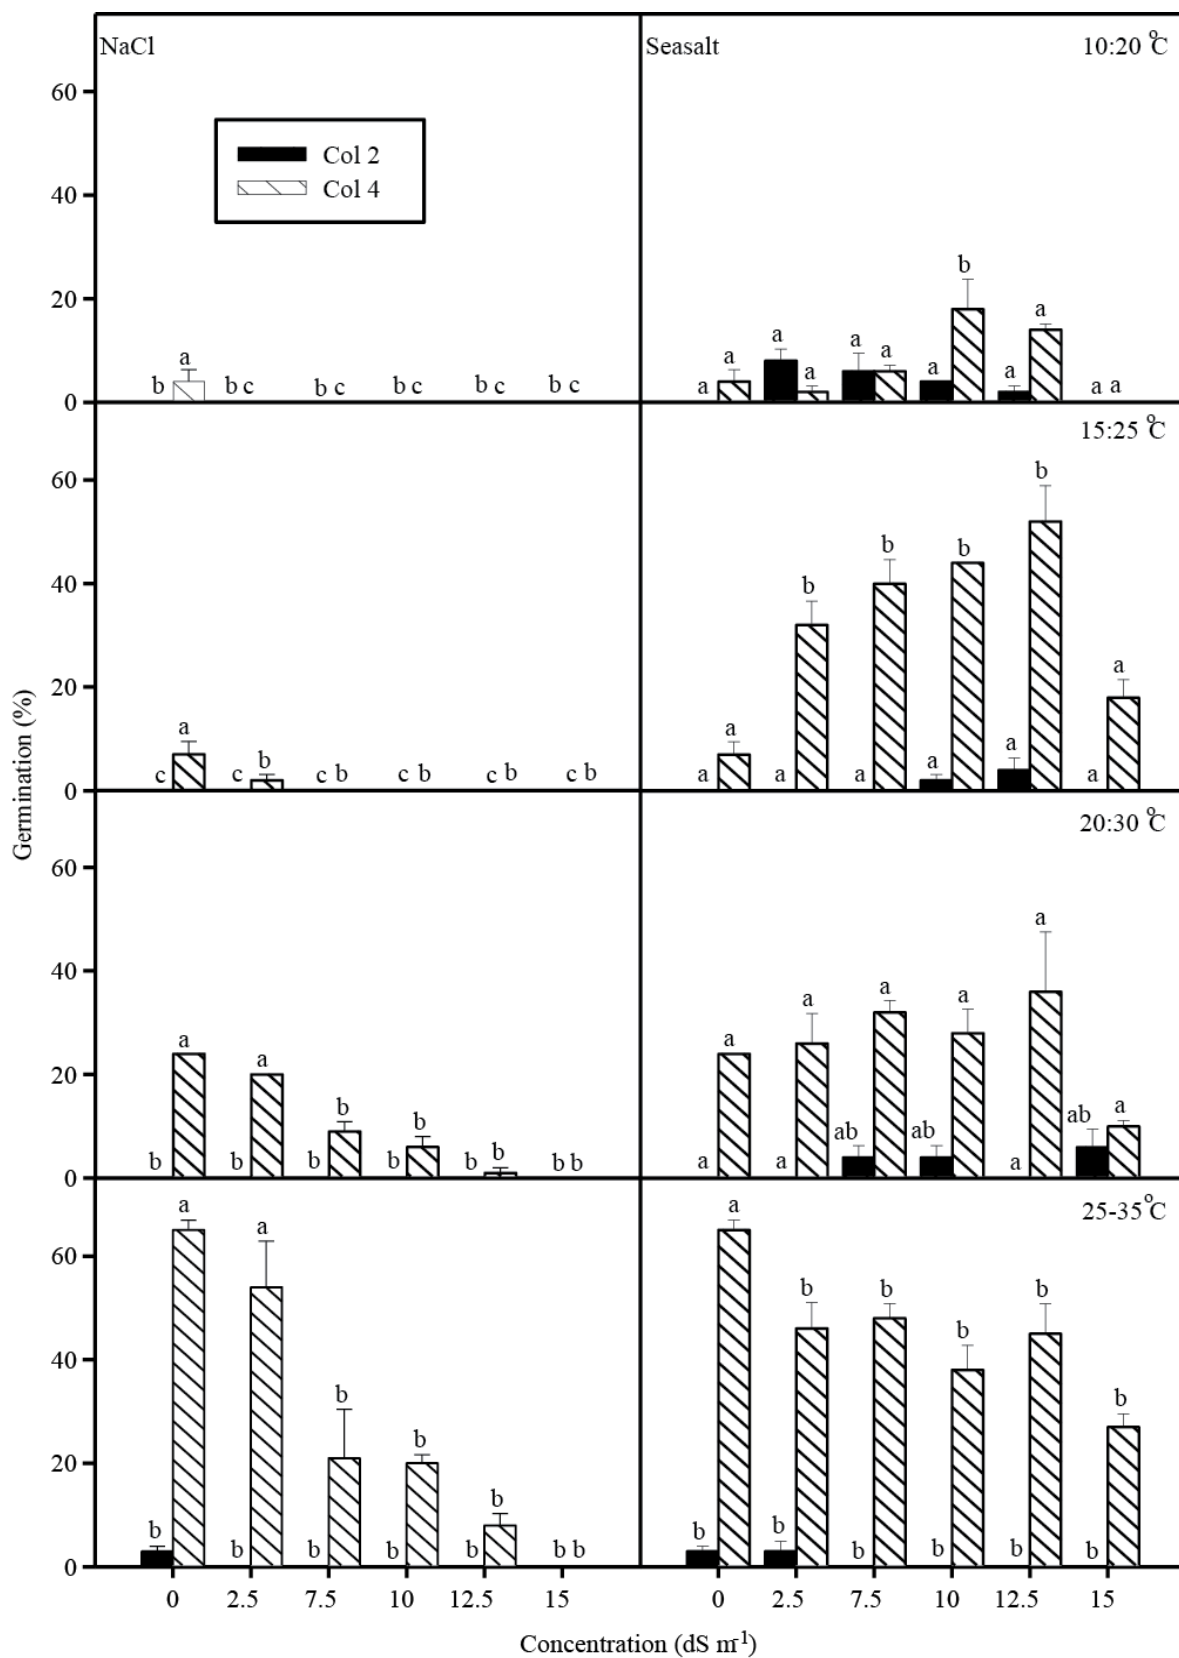 NaCl
Seasalt 10:20 °C
60
Col 2
Col 4
40
20
0
b a b c b c b c b c b c
a a a a a a a b a a a a
15:25 °C
60
40
20
0
c a c b c b c b c b c b
a a a b a b a b a b a a
Germination (%)
20:30 °C
60
40
20
0
b a b a b b b b b b b b
a a a a ab a ab a a a ab a
25-35°C
60
40
20
0
b a b a b b b b b b b b
b a b b b b b b b b b b
0 2.5 7.5 10 12.5 15
0 2.5 7.5 10 12.5 15
Concentration (dS m-1)